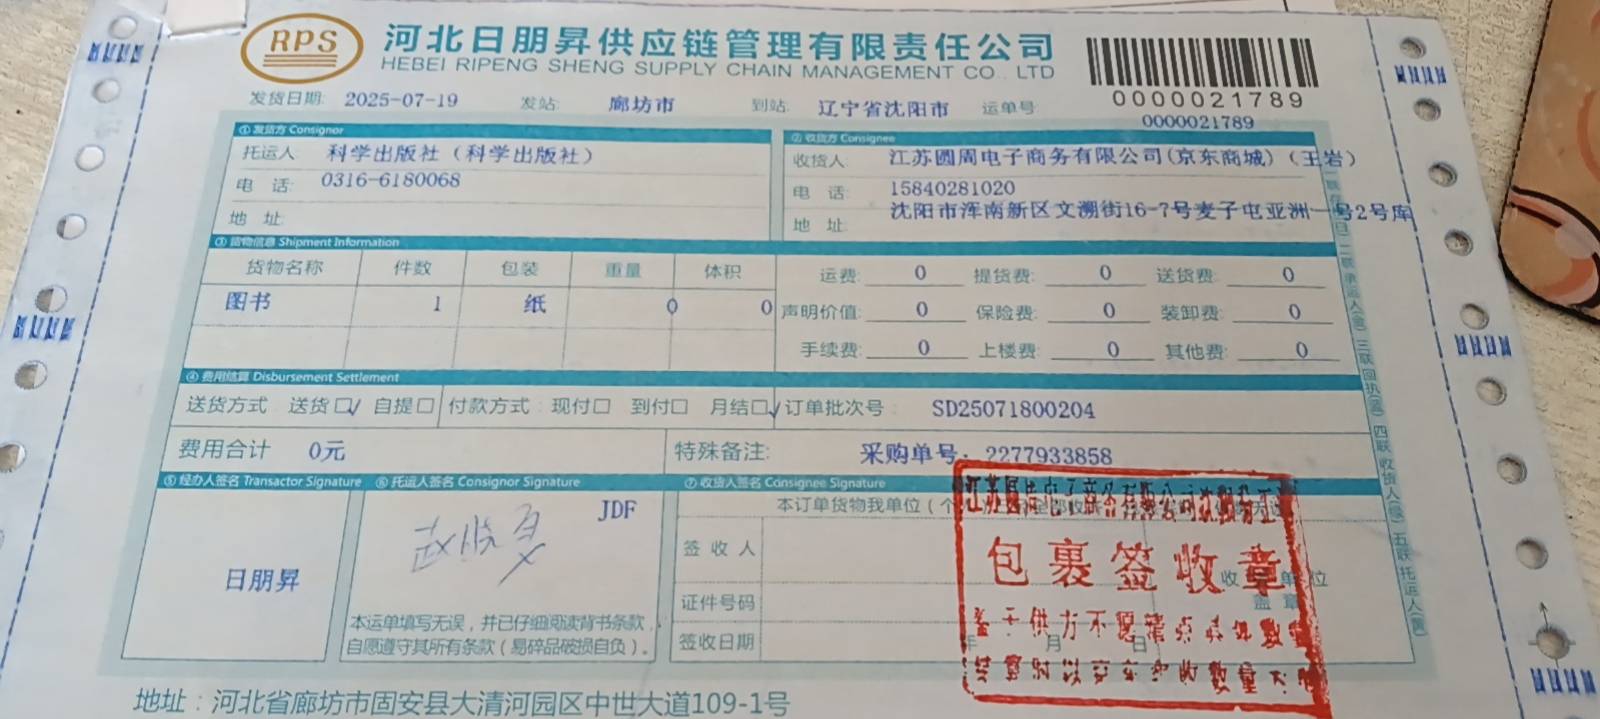 RPS
河北日朋昇供应链管理有限责任公司
HEBEI RIPENG SHENG SUPPLY CHAIN MANAGEMENT CO., LTD
0000021789
发货日期: 2025-07-19 发站: 廊坊市 到站: 辽宁省沈阳市 运单号: 0000021789
① 发货方 Consignor
② 收货方 Consignee
托运人 科学出版社（科学出版社）
收货人: 江苏圆周电子商务有限公司(京东商城)（王岩）
电 话: 0316-6180068
电 话: 15840281020
地 址:
地 址: 沈阳市浑南新区文溯街16-7号麦子屯亚洲一号2号库
③ 货物信息 Shipment Information
货物名称 件数 包装 重量 体积
运费: 0 提货费: 0 送货费: 0
图书 1 纸 0 0
声明价值: 0 保险费: 0 装卸费: 0
手续费: 0 上楼费: 0 其他费: 0
④ 费用结算 Disbursement Settlement
送货方式: 送货☐✓ 自提☐ 付款方式: 现付☐ 到付☐ 月结☐✓ 订单批次号: SD25071800204
费用合计 0元 特殊备注: 采购单号: 2277933858
⑤ 经办人签名 Transactor Signature
⑥ 托运人签名 Consignor Signature
⑦ 收货人签名 Consignee Signature
JDF
本订单货物我单位（个
签 收 人
日朋昇
收 单位
盖 章
证件号码
签收日期 年 月 日
本运单填写无误，并已仔细阅读背书条款，
自愿遵守其所有条款（易碎品破损自负）。
包裹签收章
地址：河北省廊坊市固安县大清河园区中世大道109-1号